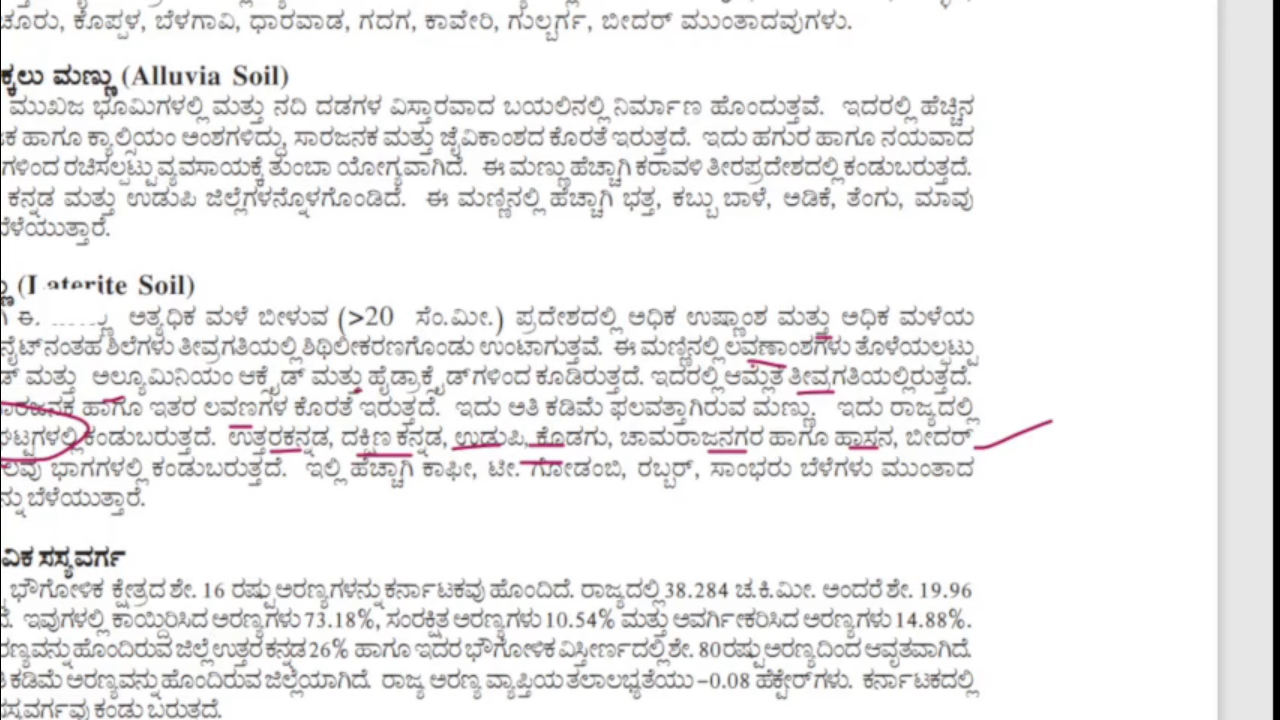 ಚೂರು, ಕೊಪ್ಪಳ, ಬೆಳಗಾವಿ, ಧಾರವಾಡ, ಗದಗ, ಕಾವೇರಿ, ಗುಲ್ಬರ್ಗ, ಬೀದರ್ ಮುಂತಾದವುಗಳು.
ಕ್ಕಲು ಮಣ್ಣು (Alluvia Soil)
ಮುಖಜ ಭೂಮಿಗಳಲ್ಲಿ ಮತ್ತು ನದಿ ದಡಗಳ ವಿಸ್ತಾರವಾದ ಬಯಲಿನಲ್ಲಿ ನಿರ್ಮಾಣ ಹೊಂದುತ್ತವೆ. ಇದರಲ್ಲಿ ಹೆಚ್ಚಿನ
ಕ ಹಾಗೂ ಕ್ಯಾಲ್ಸಿಯಂ ಅಂಶಗಳಿದ್ದು, ಸಾರಜನಕ ಮತ್ತು ಜೈವಿಕಾಂಶದ ಕೊರತೆ ಇರುತ್ತದೆ. ಇದು ಹಗುರ ಹಾಗೂ ನಯವಾದ
ಗಳಿಂದ ರಚಿಸಲ್ಪಟ್ಟು ವ್ಯವಸಾಯಕ್ಕೆ ತುಂಬಾ ಯೋಗ್ಯವಾಗಿದೆ. ಈ ಮಣ್ಣು ಹೆಚ್ಚಾಗಿ ಕರಾವಳಿ ತೀರಪ್ರದೇಶದಲ್ಲಿ ಕಂಡುಬರುತ್ತದೆ.
ಕನ್ನಡ ಮತ್ತು ಉಡುಪಿ ಜಿಲ್ಲೆಗಳನ್ನೊಳಗೊಂಡಿದೆ. ಈ ಮಣ್ಣಿನಲ್ಲಿ ಹೆಚ್ಚಾಗಿ ಭತ್ತ, ಕಬ್ಬು ಬಾಳೆ, ಅಡಿಕೆ, ತೆಂಗು, ಮಾವು
ಬೆಳೆಯುತ್ತಾರೆ.
ಣ್ಣು (Laterite Soil)
ಗಿ ಈ. ಅತ್ಯಧಿಕ ಮಳೆ ಬೀಳುವ (>20 ಸೆಂ.ಮೀ.) ಪ್ರದೇಶದಲ್ಲಿ ಅಧಿಕ ಉಷ್ಣಾಂಶ ಮತ್ತು ಅಧಿಕ ಮಳೆಯ
ನೈಟ್‌ನಂತಹ ಶಿಲೆಗಳು ತೀವ್ರಗತಿಯಲ್ಲಿ ಶಿಥಿಲೀಕರಣಗೊಂಡು ಉಂಟಾಗುತ್ತವೆ. ಈ ಮಣ್ಣಿನಲ್ಲಿ ಲವಣಾಂಶಗಳು ತೊಳೆಯಲ್ಪಟ್ಟು
ಡ್ ಮತ್ತು ಅಲ್ಯೂಮಿನಿಯಂ ಆಕ್ಸೈಡ್ ಮತ್ತು ಹೈಡ್ರಾಕ್ಸೈಡ್‌ಗಳಿಂದ ಕೂಡಿರುತ್ತದೆ. ಇದರಲ್ಲಿ ಆಮ್ಲತೆ ತೀವ್ರಗತಿಯಲ್ಲಿರುತ್ತದೆ.
ಾರಜನಕ ಹಾಗೂ ಇತರ ಲವಣಗಳ ಕೊರತೆ ಇರುತ್ತದೆ. ಇದು ಅತಿ ಕಡಿಮೆ ಫಲವತ್ತಾಗಿರುವ ಮಣ್ಣು. ಇದು ರಾಜ್ಯದಲ್ಲಿ
ಘಟ್ಟಗಳಲ್ಲಿ ಕಂಡುಬರುತ್ತದೆ. ಉತ್ತರಕನ್ನಡ, ದಕ್ಷಿಣ ಕನ್ನಡ, ಉಡುಪಿ, ಕೊಡಗು, ಚಾಮರಾಜನಗರ ಹಾಗೂ ಹಾಸನ, ಬೀದರ್
ಲವು ಭಾಗಗಳಲ್ಲಿ ಕಂಡುಬರುತ್ತದೆ. ಇಲ್ಲಿ ಹೆಚ್ಚಾಗಿ ಕಾಫೀ, ಟೀ. ಗೋಡಂಬಿ, ರಬ್ಬರ್, ಸಾಂಭರು ಬೆಳೆಗಳು ಮುಂತಾದ
ನ್ನು ಬೆಳೆಯುತ್ತಾರೆ.
ವಿಕ ಸಸ್ಯವರ್ಗ
ಭೌಗೋಳಿಕ ಕ್ಷೇತ್ರದ ಶೇ. 16 ರಷ್ಟು ಅರಣ್ಯಗಳನ್ನು ಕರ್ನಾಟಕವು ಹೊಂದಿದೆ. ರಾಜ್ಯದಲ್ಲಿ 38.284 ಚ.ಕಿ.ಮೀ. ಅಂದರೆ ಶೇ. 19.96
ದೆ. ಇವುಗಳಲ್ಲಿ ಕಾಯ್ದಿರಿಸಿದ ಅರಣ್ಯಗಳು 73.18%, ಸಂರಕ್ಷಿತ ಅರಣ್ಯಗಳು 10.54% ಮತ್ತು ಅವರ್ಗೀಕರಿಸಿದ ಅರಣ್ಯಗಳು 14.88%.
ರಣ್ಯವನ್ನು ಹೊಂದಿರುವ ಜಿಲ್ಲೆ ಉತ್ತರ ಕನ್ನಡ 26% ಹಾಗೂ ಇದರ ಭೌಗೋಳಿಕ ವಿಸ್ತೀರ್ಣದಲ್ಲಿ ಶೇ. 80 ರಷ್ಟು ಅರಣ್ಯದಿಂದ ಆವೃತವಾಗಿದೆ.
ಕಡಿಮೆ ಅರಣ್ಯವನ್ನು ಹೊಂದಿರುವ ಜಿಲ್ಲೆಯಾಗಿದೆ. ರಾಜ್ಯ ಅರಣ್ಯ ವ್ಯಾಪ್ತಿಯ ತಲಾಲಭ್ಯತೆಯು -0.08 ಹೆಕ್ಟೇರ್‌ಗಳು. ಕರ್ನಾಟಕದಲ್ಲಿ
ಸಸ್ಯವರ್ಗವು ಕಂಡು ಬರುತ್ತದೆ.